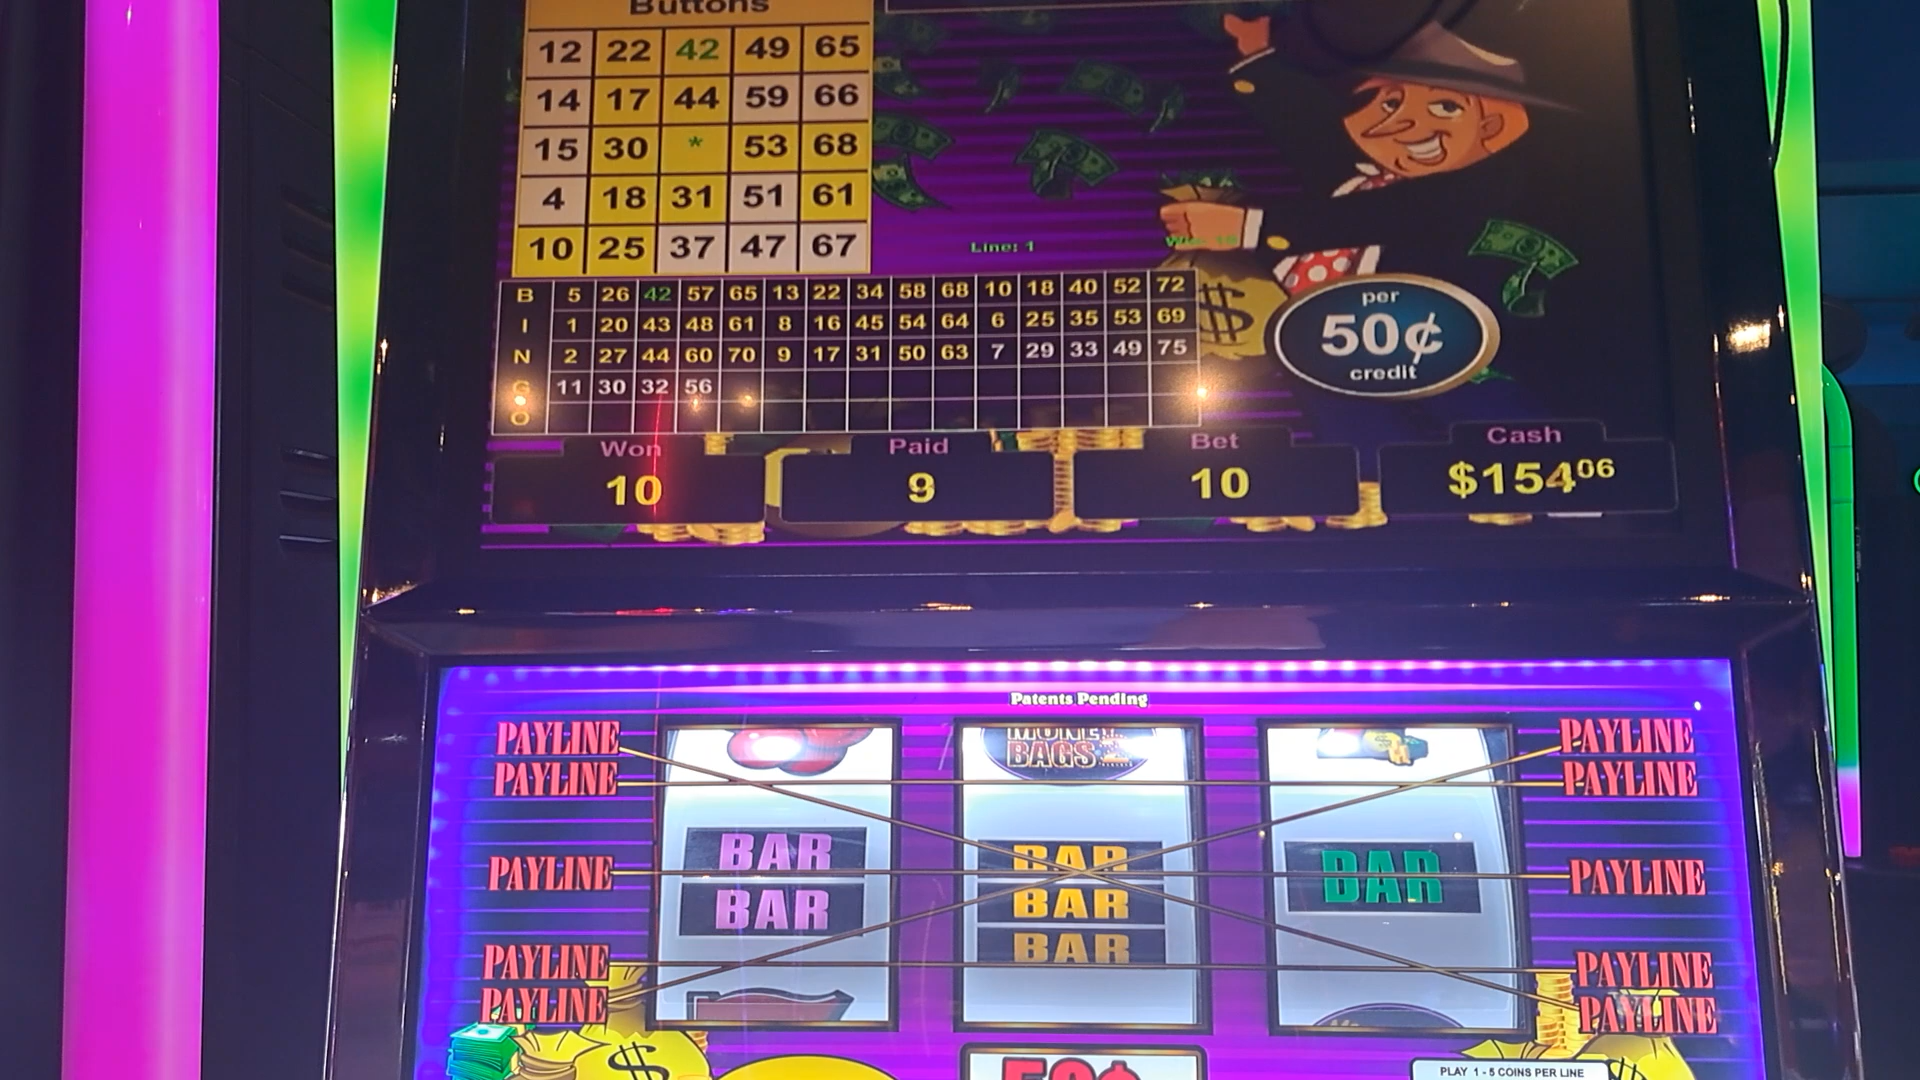 Buttons
12 22 42 49 65
14 17 44 59 66
15 30 * 53 68
4 18 31 51 61
10 25 37 47 67
Line: 1
B 5 26 42 57 65 13 22 34 58 68 10 18 40 52 72
I 1 20 43 48 61 8 16 45 54 64 6 25 35 53 69
N 2 27 44 60 70 9 17 31 50 63 7 29 33 49 75
G 11 30 32 56
O
per
50¢
credit
Won Paid Bet Cash
10 9 10 $15406
Patents Pending
PAYLINE PAYLINE
PAYLINE PAYLINE
MONEY
BAGS
BAR BAR BAR
PAYLINE PAYLINE
BAR BAR
BAR
PAYLINE PAYLINE
PAYLINE PAYLINE
$
$
50¢
PLAY 1 - 5 COINS PER LINE